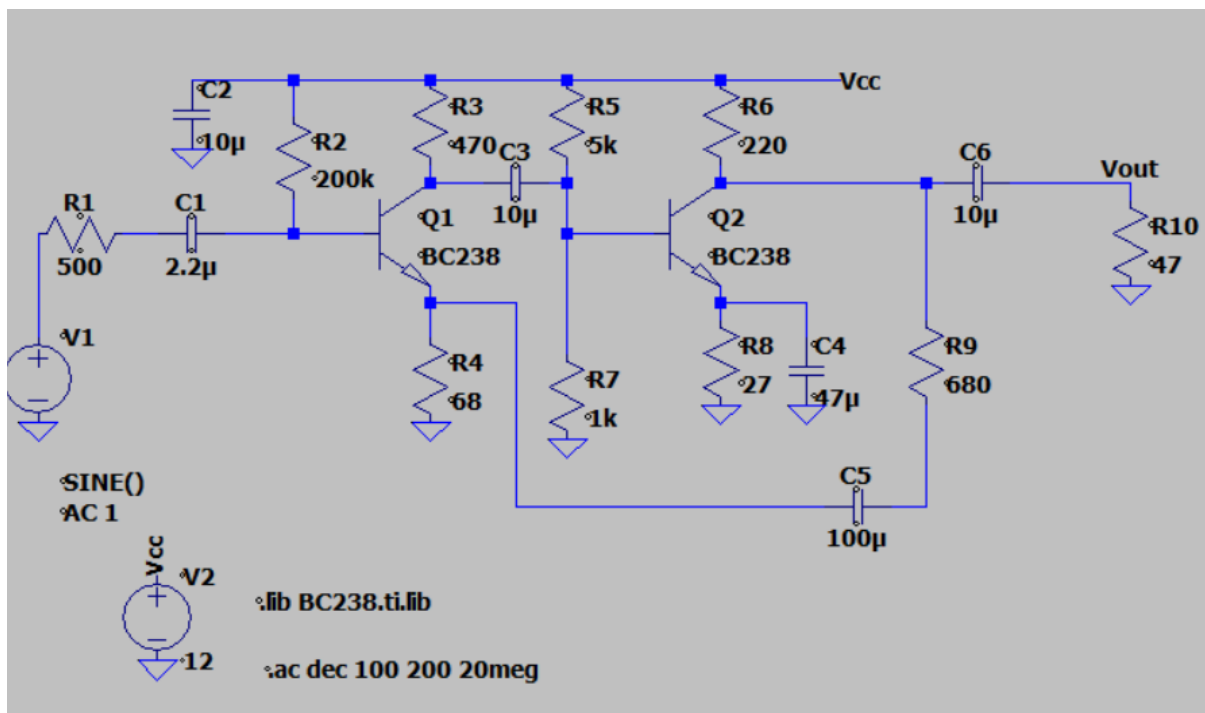 C2
10µ
R2
200k
R3
470
C3
10µ
R5
5k
R6
220
Vcc
C6
10µ
Vout
R10
47
R1
500
C1
2.2µ
Q1
BC238
Q2
BC238
V1
R4
68
R7
1k
R8
27
C4
47µ
R9
680
C5
100µ
SINE()
AC 1
Vcc
V2
12
.lib BC238.ti.lib
.ac dec 100 200 20meg